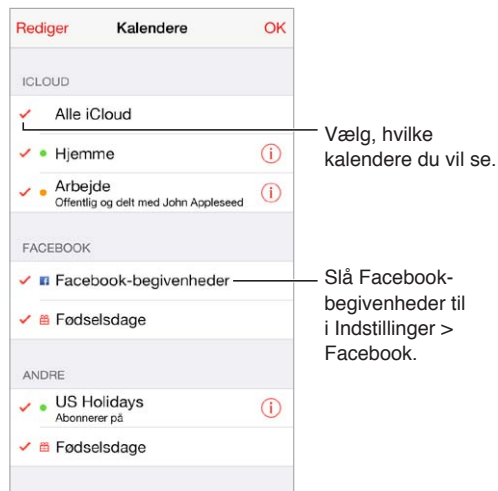 Rediger Kalendere OK
ICLOUD
Alle iCloud
Hjemme
Arbejde
Offentlig og delt med John Appleseed
FACEBOOK
Facebook-begivenheder
Fødselsdage
ANDRE
US Holidays
Abonnerer på
Fødselsdage
Vælg, hvilke
kalendere du vil se.
Slå Facebook-
begivenheder til
i Indstillinger >
Facebook.